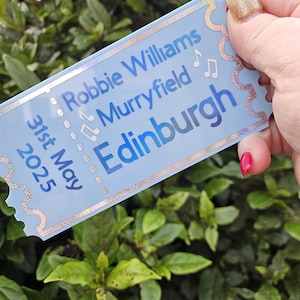 31st May
2025
Robbie Williams
Murryfield
Edinburgh